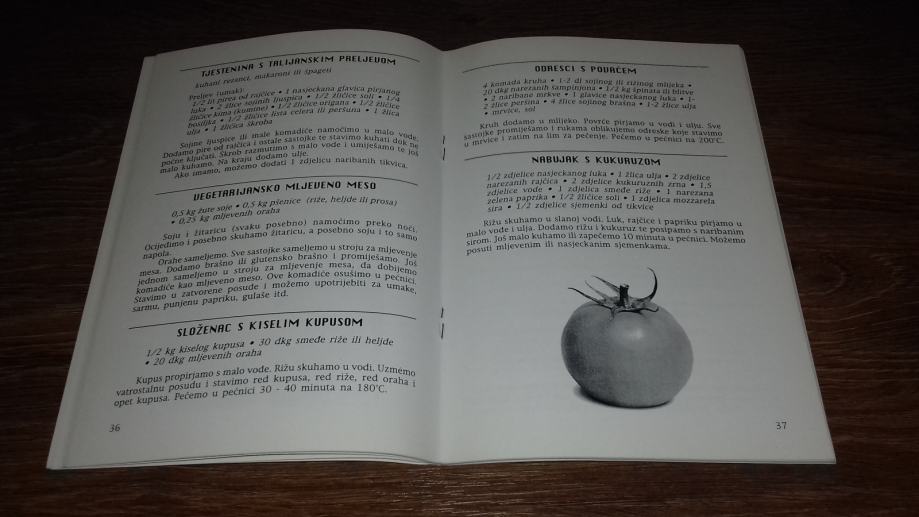 TJESTENINA S TALIJANSKIM PRELJEVOM
kuhani rezanci, makaroni ili špageti
Preljev (umak):
1/2 lit pirea od rajčice • 1 nasjeckana glavica pirjanog
luka • 2 žlice sojinih ljuspica • 1/2 žličice soli • 1/4
žličice kima (kumine) • 1/2 žličice origana • 1/2 žličice
bosiljka • 1/2 žličice lista celera ili peršuna • 1 žlica
ulja • 1 žličica škroba
Sojine ljuspice ili male komadiće namočimo u malo vode.
Dodamo pire od rajčice i ostale sastojke te stavimo kuhati dok ne
počne ključati. Škrob razmutimo s malo vode i umiješamo te još
malo kuhamo. Na kraju dodamo ulje.
Ako imamo, možemo dodati 1 zdjelicu naribanih tikvica.
VEGETARIJANSKO MLJEVENO MESO
0,5 kg žute soje • 0,5 kg pšenice (riže, heljde ili prosa)
• 0,25 kg mljevenih oraha
Soju i žitaricu (svaku posebno) namočimo preko noći.
Ocijedimo i posebno skuhamo žitaricu, a posebno soju i to samo
napola.
Orahe sameljemo. Sve sastojke sameljemo u stroju za mljevenje
mesa. Dodamo brašno ili glutensko brašno i promiješamo. Još
jednom sameljemo u stroju za mljevenje mesa, da dobijemo
komadiće kao mljeveno meso. Ove komadiće osušimo u pećnici.
Stavimo u zatvorene posude i možemo upotrijebiti za umake,
sarmu, punjenu papriku, gulaše itd.
SLOŽENAC S KISELIM KUPUSOM
1/2 kg kiselog kupusa • 30 dkg smeđe riže ili heljde
• 20 dkg mljevenih oraha
Kupus propirjamo s malo vode. Rižu skuhamo u vodi. Uzmemo
vatrostalnu posudu i stavimo red kupusa, red riže, red oraha i
opet kupusa. Pečemo u pećnici 30 - 40 minuta na 180°C.
36
ODRESCI S POVRĆEM
4 komada kruha • 1-2 dl sojinog ili rižinog mlijeka •
20 dkg narezanih šampinjona • 1/2 kg špinata ili blitve
• 2 naribane mrkve • 1 glavica nasjeckanog luka • 1-
2 žlice peršina • 4 žlice sojinog brašna • 1-2 žlice ulja
• mrvice, sol
Kruh dodamo u mlijeko. Povrće pirjamo u vodi i ulju. Sve
sastojke promiješamo i rukama oblikujemo odreske koje stavimo
u mrvice i zatim na lim za pečenje. Pečemo u pećnici na 200°C.
NABUJAK S KUKURUZOM
1/2 zdjelice nasjeckanog luka • 1 žlica ulja • 2 zdjelice
narezanih rajčica • 2 zdjelice kukuruznih zrna • 1,5
zdjelice vode • 1 zdjelica smeđe riže • 1 narezana
zelena paprika • 1/2 žličice soli • 1 zdjelica mozzarela
sira • 1/2 zdjelice sjemenki od tikvice
Rižu skuhamo u slanoj vodi. Luk, rajčice i papriku pirjamo u
malo vode i ulja. Dodamo rižu i kukuruz te posipamo s naribanim
sirom. Još malo kuhamo ili zapečemo 10 minuta u pećnici. Možemo
posuti mljevenim ili nasjeckanim sjemenkama.
37